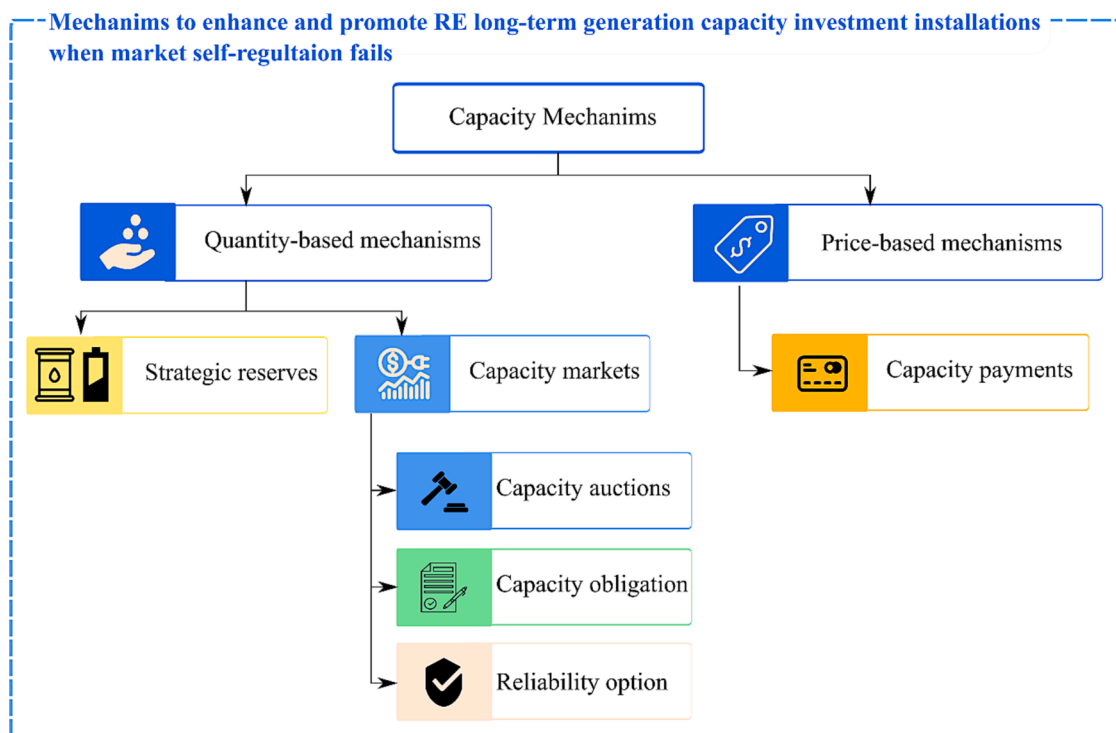 Mechanims to enhance and promote RE long-term generation capacity investment installations
when market self-regultaion fails
Capacity Mechanims
Quantity-based mechanisms
Price-based mechanisms
Strategic reserves
Capacity markets
Capacity payments
Capacity auctions
Capacity obligation
Reliability option